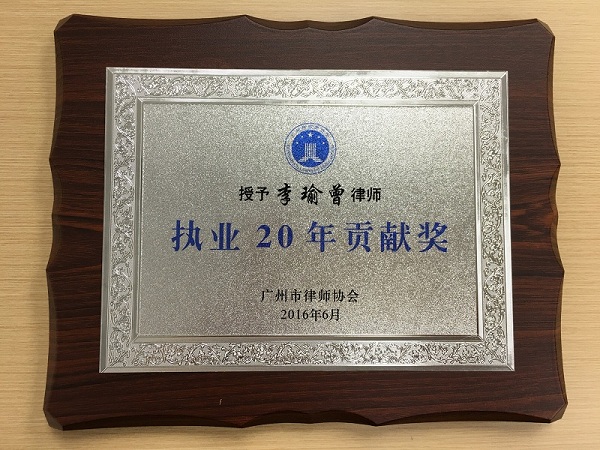 授予 李瑜曾 律师
执业 20 年贡献奖
广州市律师协会
2016年6月